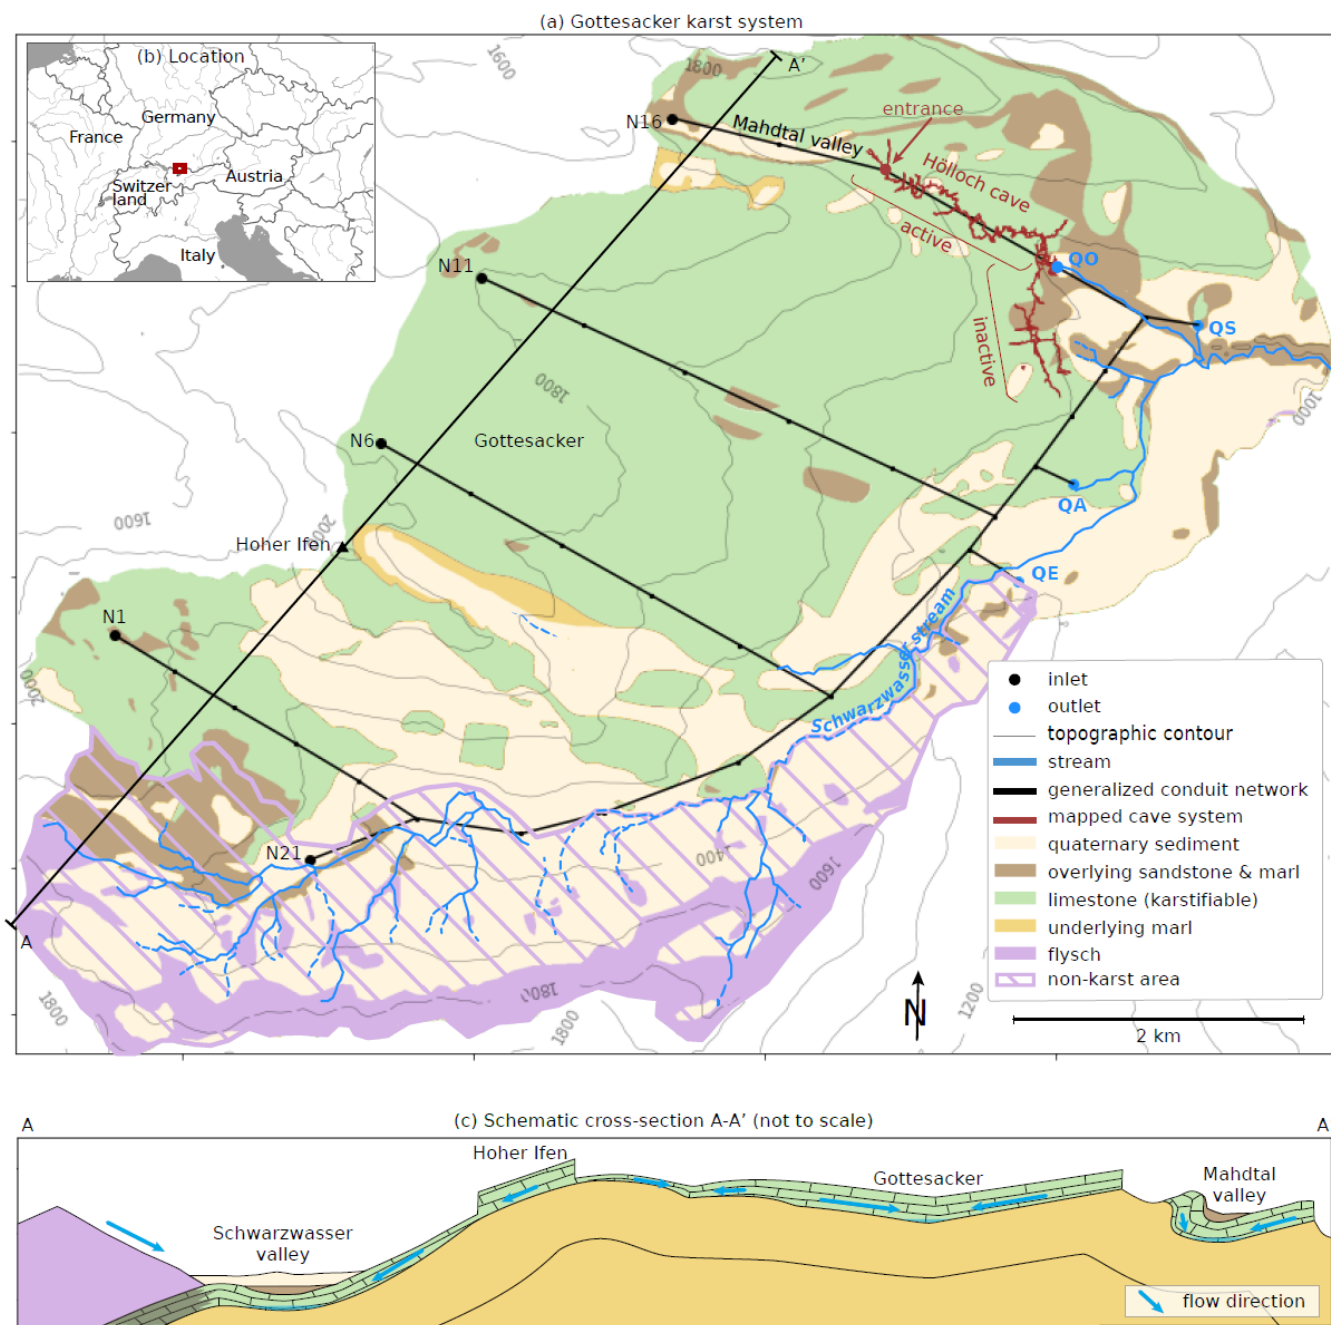 (a) Gottesacker karst system
(b) Location
Germany
France
Switzer
land
Austria
Italy
1600
1800
A’
N16
Mahdtal valley
entrance
Hölloch cave
active
inactive
QO
QS
N11
1800
1000
N6
Gottesacker
QA
1600
2000
Hoher Ifen
QE
N1
2000
Schwarzwasser stream
Schwarzwasser
N21
1400
1600
A
1800
1800
1200
N
inlet
outlet
topographic contour
stream
generalized conduit network
mapped cave system
quaternary sediment
overlying sandstone & marl
limestone (karstifiable)
underlying marl
flysch
non-karst area
2 km
(c) Schematic cross-section A-A’ (not to scale)
A
A
Hoher Ifen
Gottesacker
Mahdtal
valley
Schwarzwasser
valley
flow direction